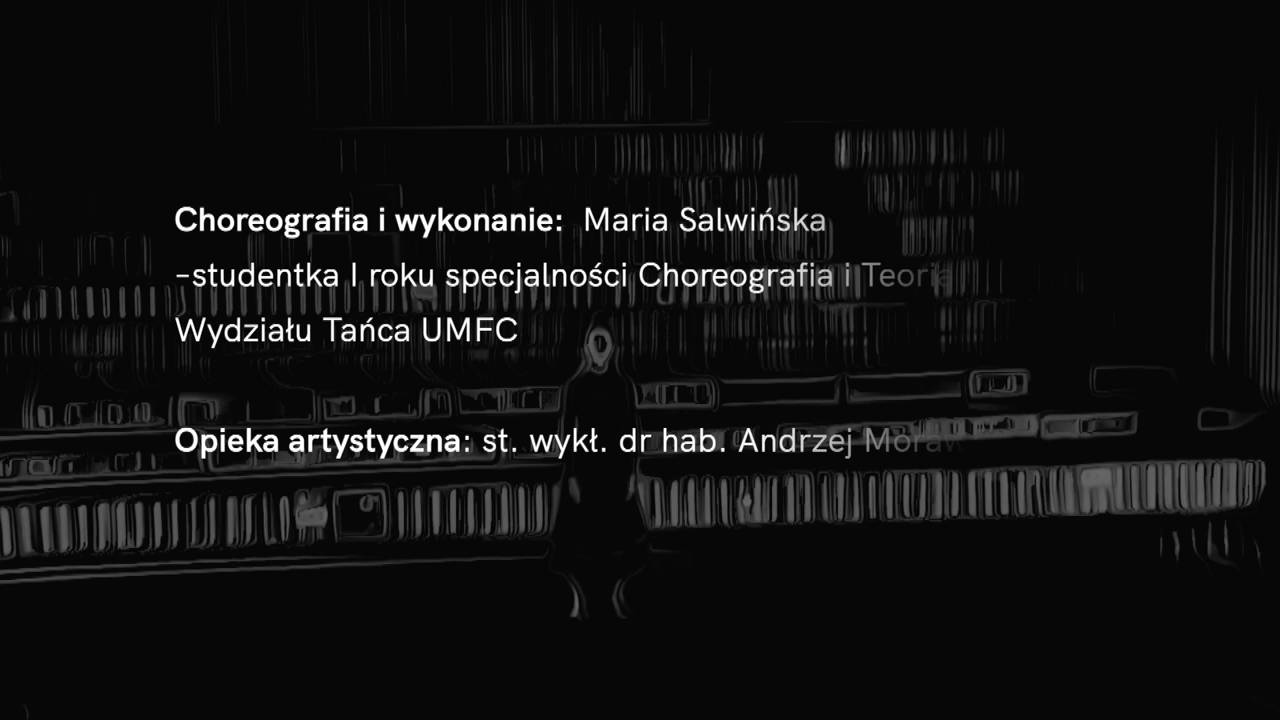 Choreografia i wykonanie: Maria Salwińska
–studentka I roku specjalności Choreografia i Teoria
Wydziału Tańca UMFC
Opieka artystyczna: st. wykł. dr hab. Andrzej